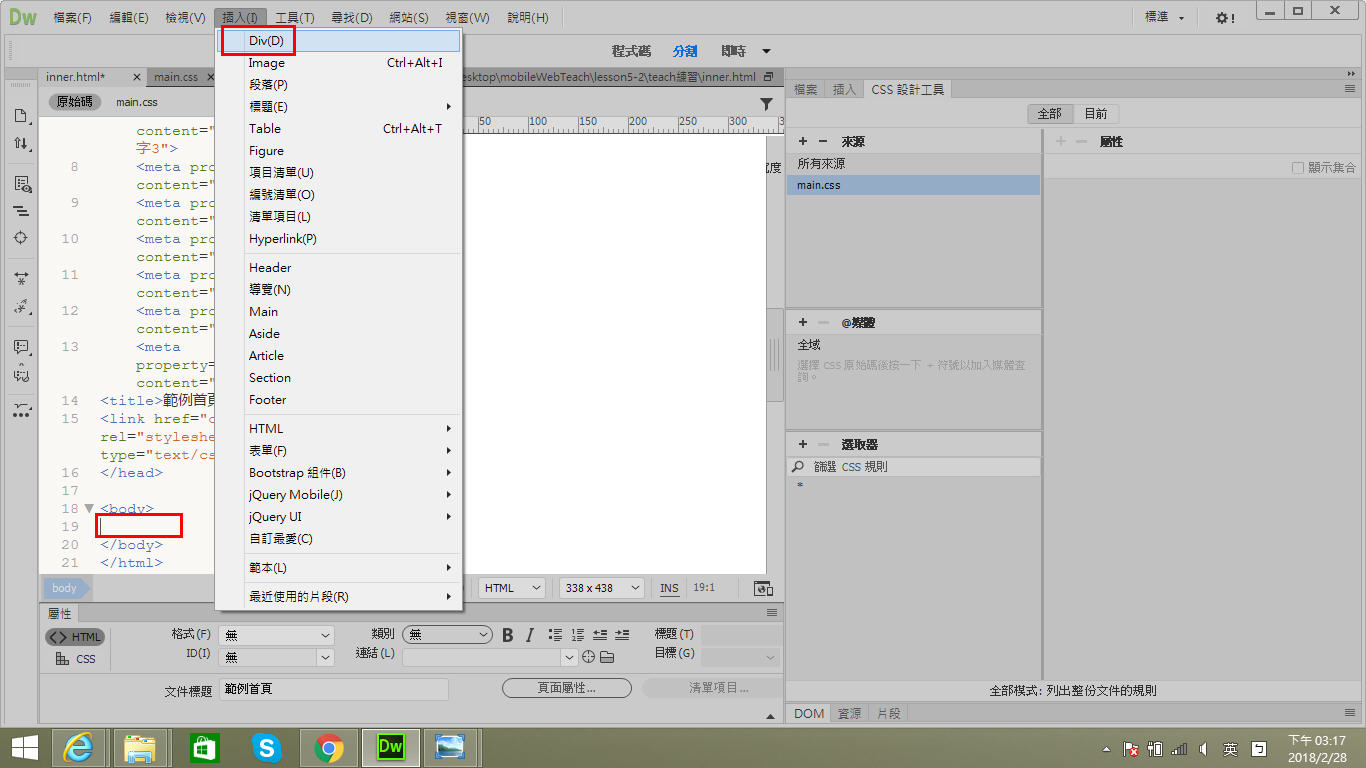 Dw 檔案(F) 編輯(E) 檢視(V) 插入(I) 工具(T) 尋找(D) 網站(S) 視窗(W) 說明(H) 標準
程式碼 分割 即時
inner.html* main.css
esktop\mobileWebTeach\lesson5-2\teach練習\inner.html
原始碼 main.css
50 100 150 200 250 300
content="
字3">
8 <meta pro
content="
9 <meta pro
content="
10 <meta pro
content="
11 <meta pro
content="
12 <meta pro
content="
13 <meta
property=
content="
14 <title>範例首頁
15 <link href="c
rel="styleshe
type="text/cs
16 </head>
17
18 <body>
19
20 </body>
21 </html>
Div(D)
Image Ctrl+Alt+I
段落(P)
標題(E)
Table Ctrl+Alt+T
Figure
項目清單(U)
編號清單(O)
清單項目(L)
Hyperlink(P)
Header
導覽(N)
Main
Aside
Article
Section
Footer
HTML
表單(F)
Bootstrap 組件(B)
jQuery Mobile(J)
jQuery UI
自訂最愛(C)
範本(L)
最近使用的片段(R)
檔案 插入 CSS 設計工具
全部 目前
來源
所有來源
main.css
屬性
顯示集合
@媒體
全域
選擇 CSS 原始碼後按一下 + 符號以加入媒體查
詢。
選取器
篩選 CSS 規則
*
全部模式: 列出整份文件的規則
DOM 資源 片段
body
HTML 338 x 438 INS 19:1
屬性
HTML
CSS
格式(F) 無 類別 無 B I 標題(T)
ID(I) 無 連結(L) 目標(G)
文件標題 範例首頁 頁面屬性... 清單項目...
Dw
英
下午 03:17
2018/2/28